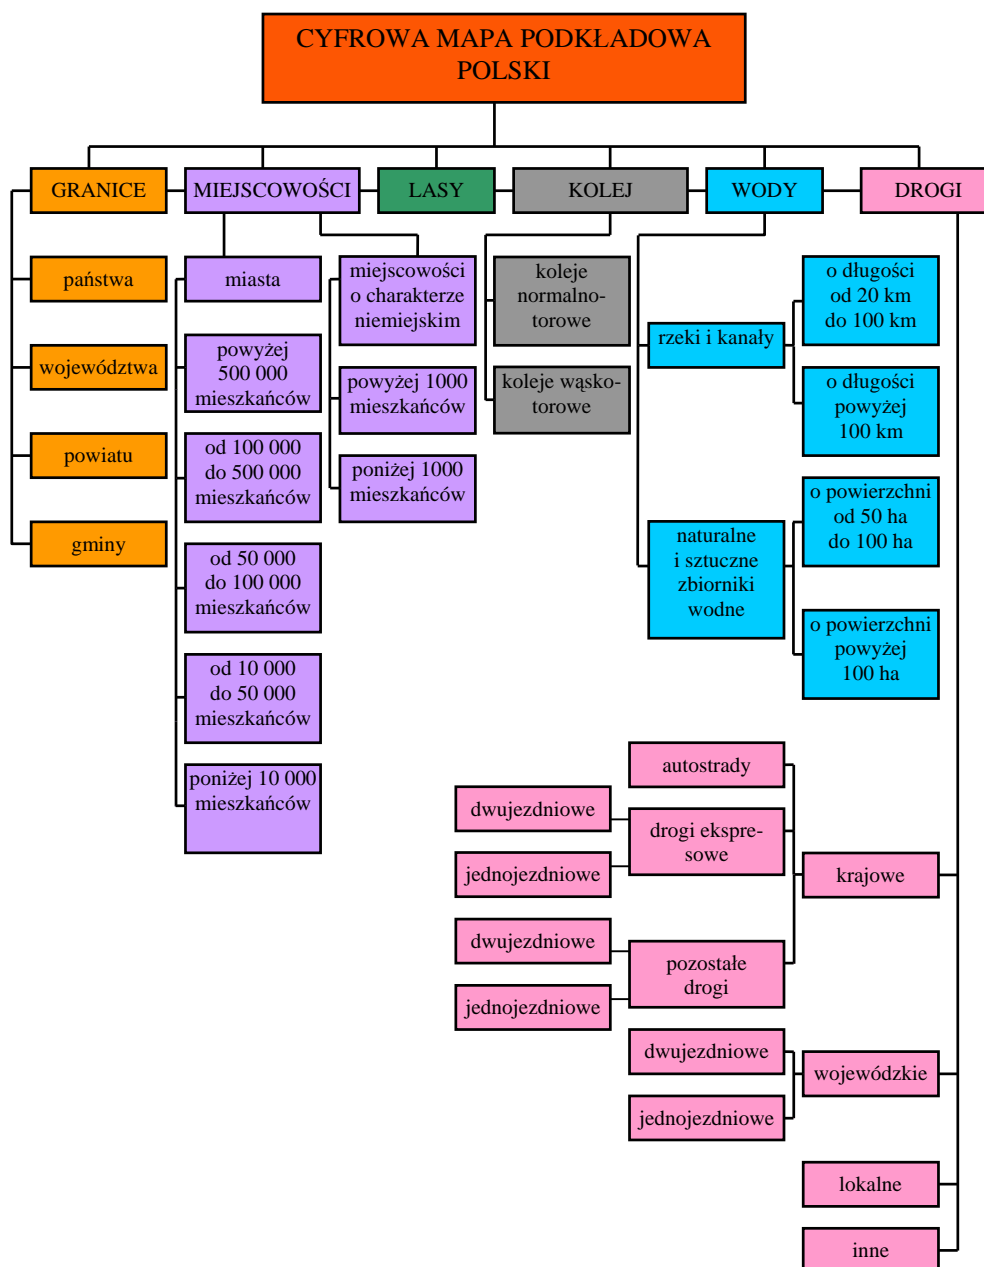 CYFROWA MAPA PODKŁADOWA
POLSKI
GRANICE
MIEJSCOWOŚCI
LASY
KOLEJ
WODY
DROGI
państwa
województwa
powiatu
gminy
miasta
powyżej
500 000
mieszkańców
od 100 000
do 500 000
mieszkańców
od 50 000
do 100 000
mieszkańców
od 10 000
do 50 000
mieszkańców
poniżej 10 000
mieszkańców
miejscowości
o charakterze
niemiejskim
powyżej 1000
mieszkańców
poniżej 1000
mieszkańców
koleje
normalno-
torowe
koleje wąsko-
torowe
rzeki i kanały
o długości
od 20 km
do 100 km
o długości
powyżej
100 km
naturalne
i sztuczne
zbiorniki
wodne
o powierzchni
od 50 ha
do 100 ha
o powierzchni
powyżej
100 ha
krajowe
autostrady
drogi ekspre-
sowe
dwujezdniowe
jednojezdniowe
pozostałe
drogi
dwujezdniowe
jednojezdniowe
wojewódzkie
dwujezdniowe
jednojezdniowe
lokalne
inne